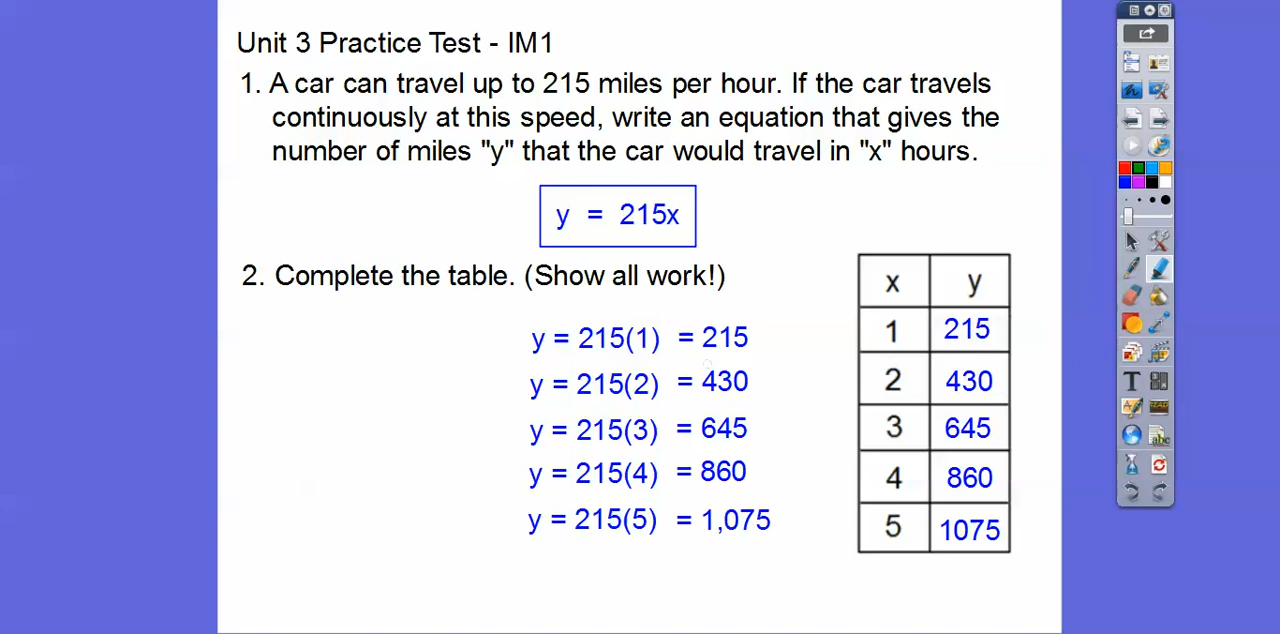 Unit 3 Practice Test - IM1
1. A car can travel up to 215 miles per hour. If the car travels
continuously at this speed, write an equation that gives the
number of miles "y" that the car would travel in "x" hours.
y = 215x
2. Complete the table. (Show all work!)
y = 215(1) = 215
y = 215(2) = 430
y = 215(3) = 645
y = 215(4) = 860
y = 215(5) = 1,075
x y
1 215
2 430
3 645
4 860
5 1075
T
abc